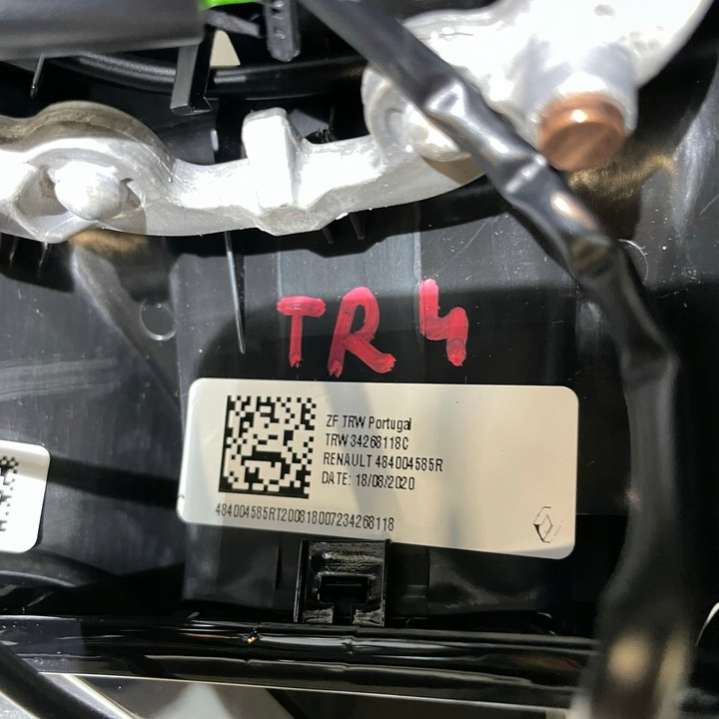 TR4
ZF TRW Portugal
TRW 34268118C
RENAULT 484004585R
DATE: 18/08/2020
484004585RT200818007234268118